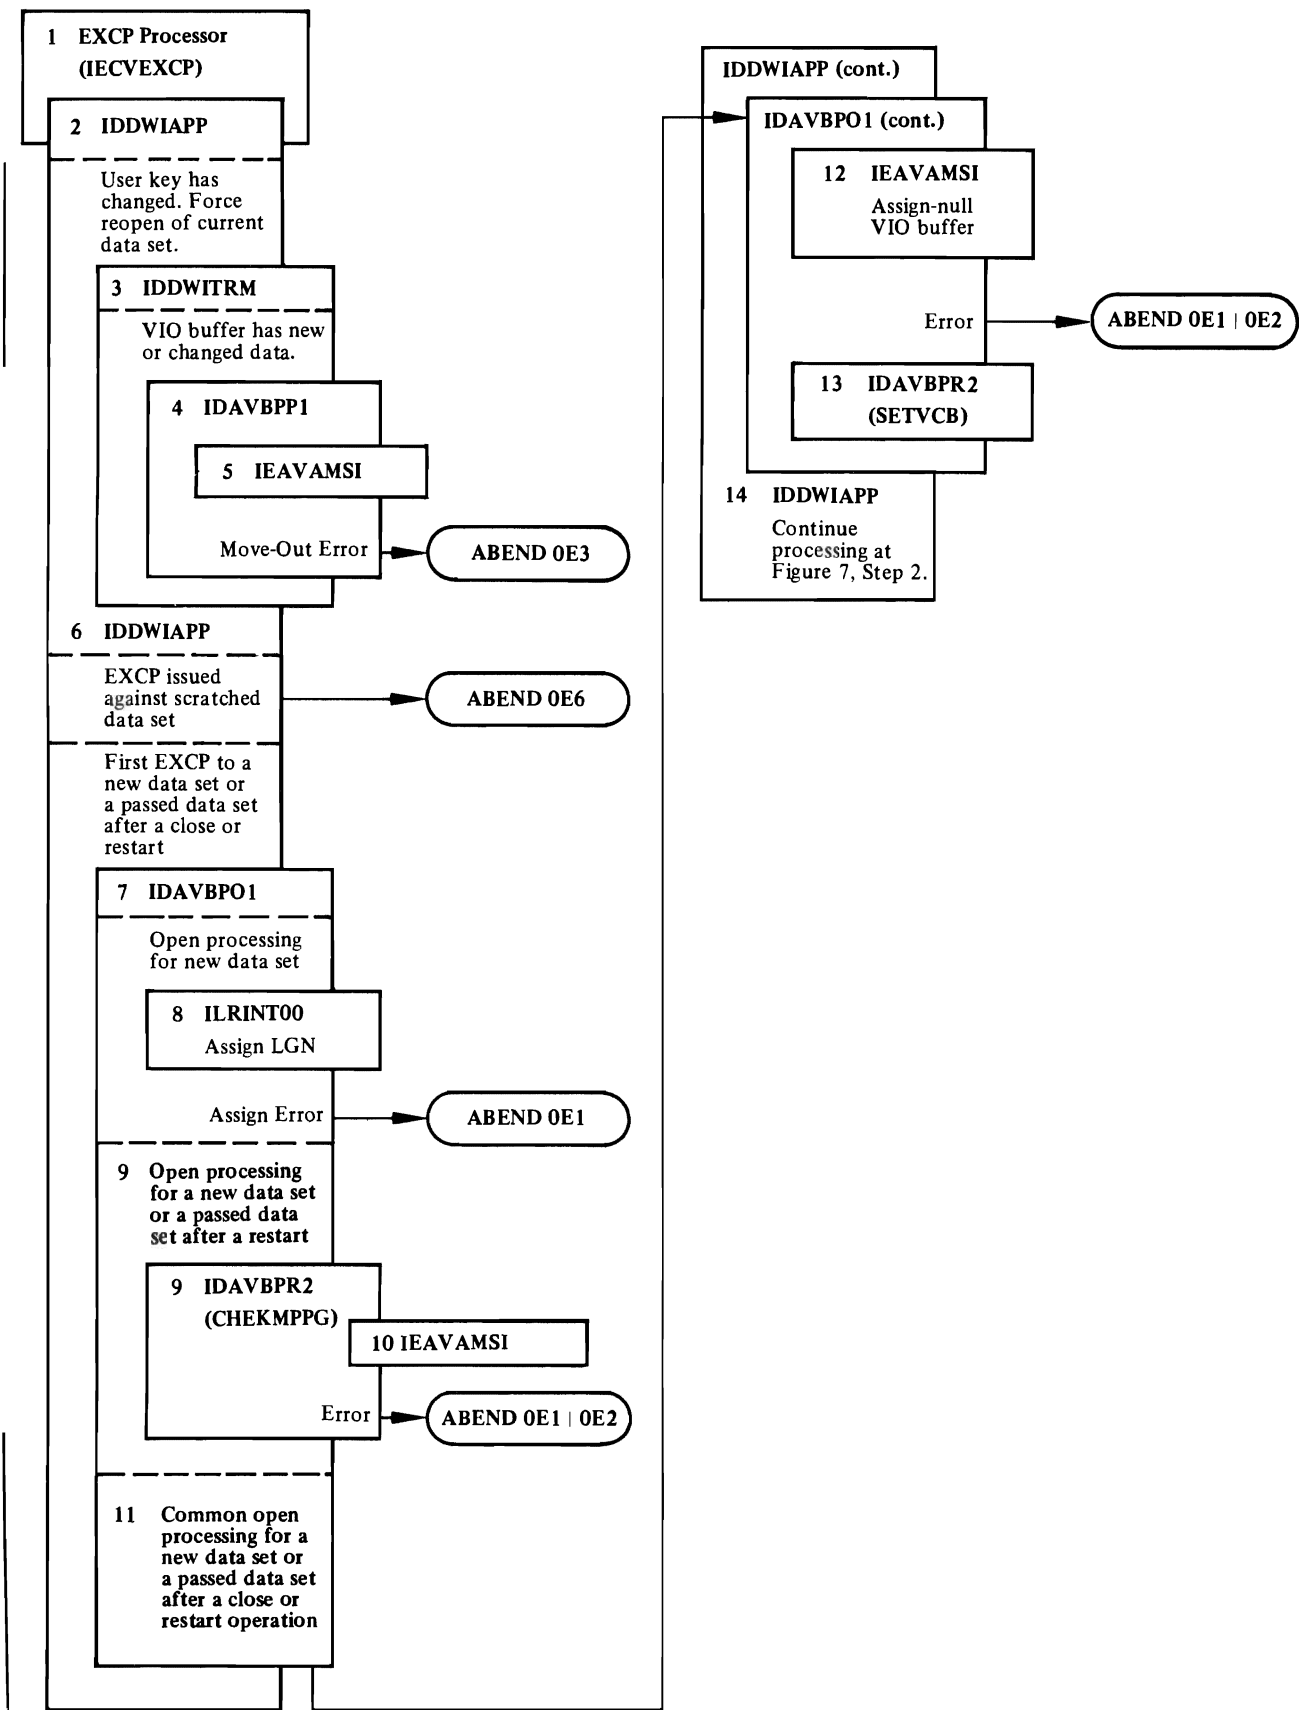 1 EXCP Processor
(IECVEXCP)
2 IDDWIAPP
User key has
changed. Force
reopen of current
data set.
3 IDDWITRM
VIO buffer has new
or changed data.
4 IDAVBPP1
5 IEAVAMSI
Move-Out Error
ABEND 0E3
6 IDDWIAPP
EXCP issued
against scratched
data set
ABEND 0E6
First EXCP to a
new data set or
a passed data set
after a close or
restart
7 IDAVBPO1
Open processing
for new data set
8 ILRINT00
Assign LGN
Assign Error
ABEND 0E1
9 Open processing
for a new data set
or a passed data
set after a restart
9 IDAVBPR2
(CHEKMPPG)
10 IEAVAMSI
Error
ABEND 0E1 | 0E2
11 Common open
processing for a
new data set or
a passed data set
after a close or
restart operation
IDDWIAPP (cont.)
IDAVBPO1 (cont.)
12 IEAVAMSI
Assign-null
VIO buffer
Error
ABEND 0E1 | 0E2
13 IDAVBPR2
(SETVCB)
14 IDDWIAPP
Continue
processing at
Figure 7, Step 2.